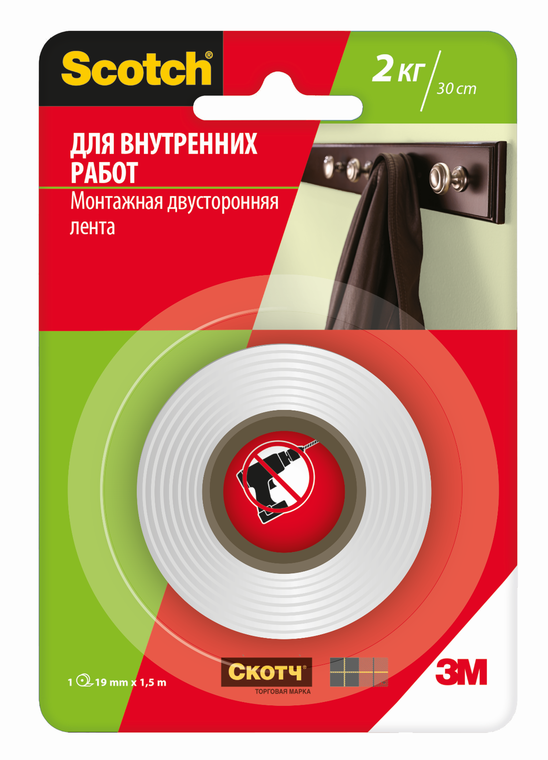 Scotch®
2 кг/30 cm
ДЛЯ ВНУТРЕННИХ
РАБОТ
Монтажная двусторонняя
лента
1 19 mm x 1,5 m
СКОТЧ
ТОРГОВАЯ МАРКА
3M